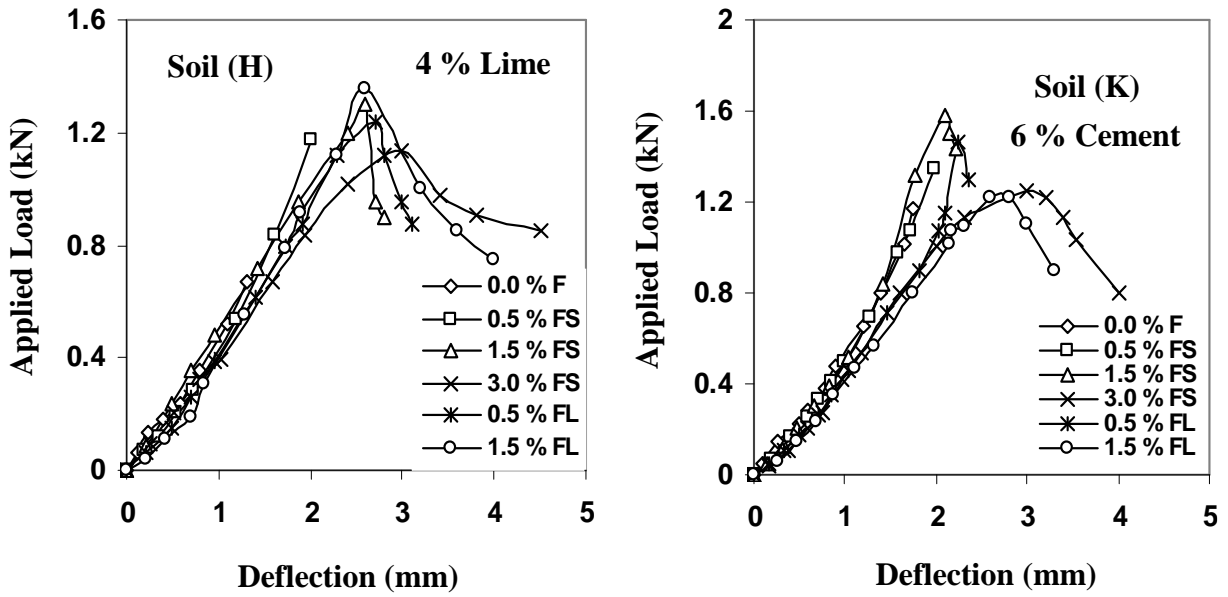 Applied Load (kN)
1.6
1.2
0.8
0.4
0
Soil (H)
4 % Lime
0.0 % F
0.5 % FS
1.5 % FS
3.0 % FS
0.5 % FL
1.5 % FL
0 1 2 3 4 5
Deflection (mm)
Applied Load (kN)
2
1.6
1.2
0.8
0.4
0
Soil (K)
6 % Cement
0.0 % F
0.5 % FS
1.5 % FS
3.0 % FS
0.5 % FL
1.5 % FL
0 1 2 3 4 5
Deflection (mm)